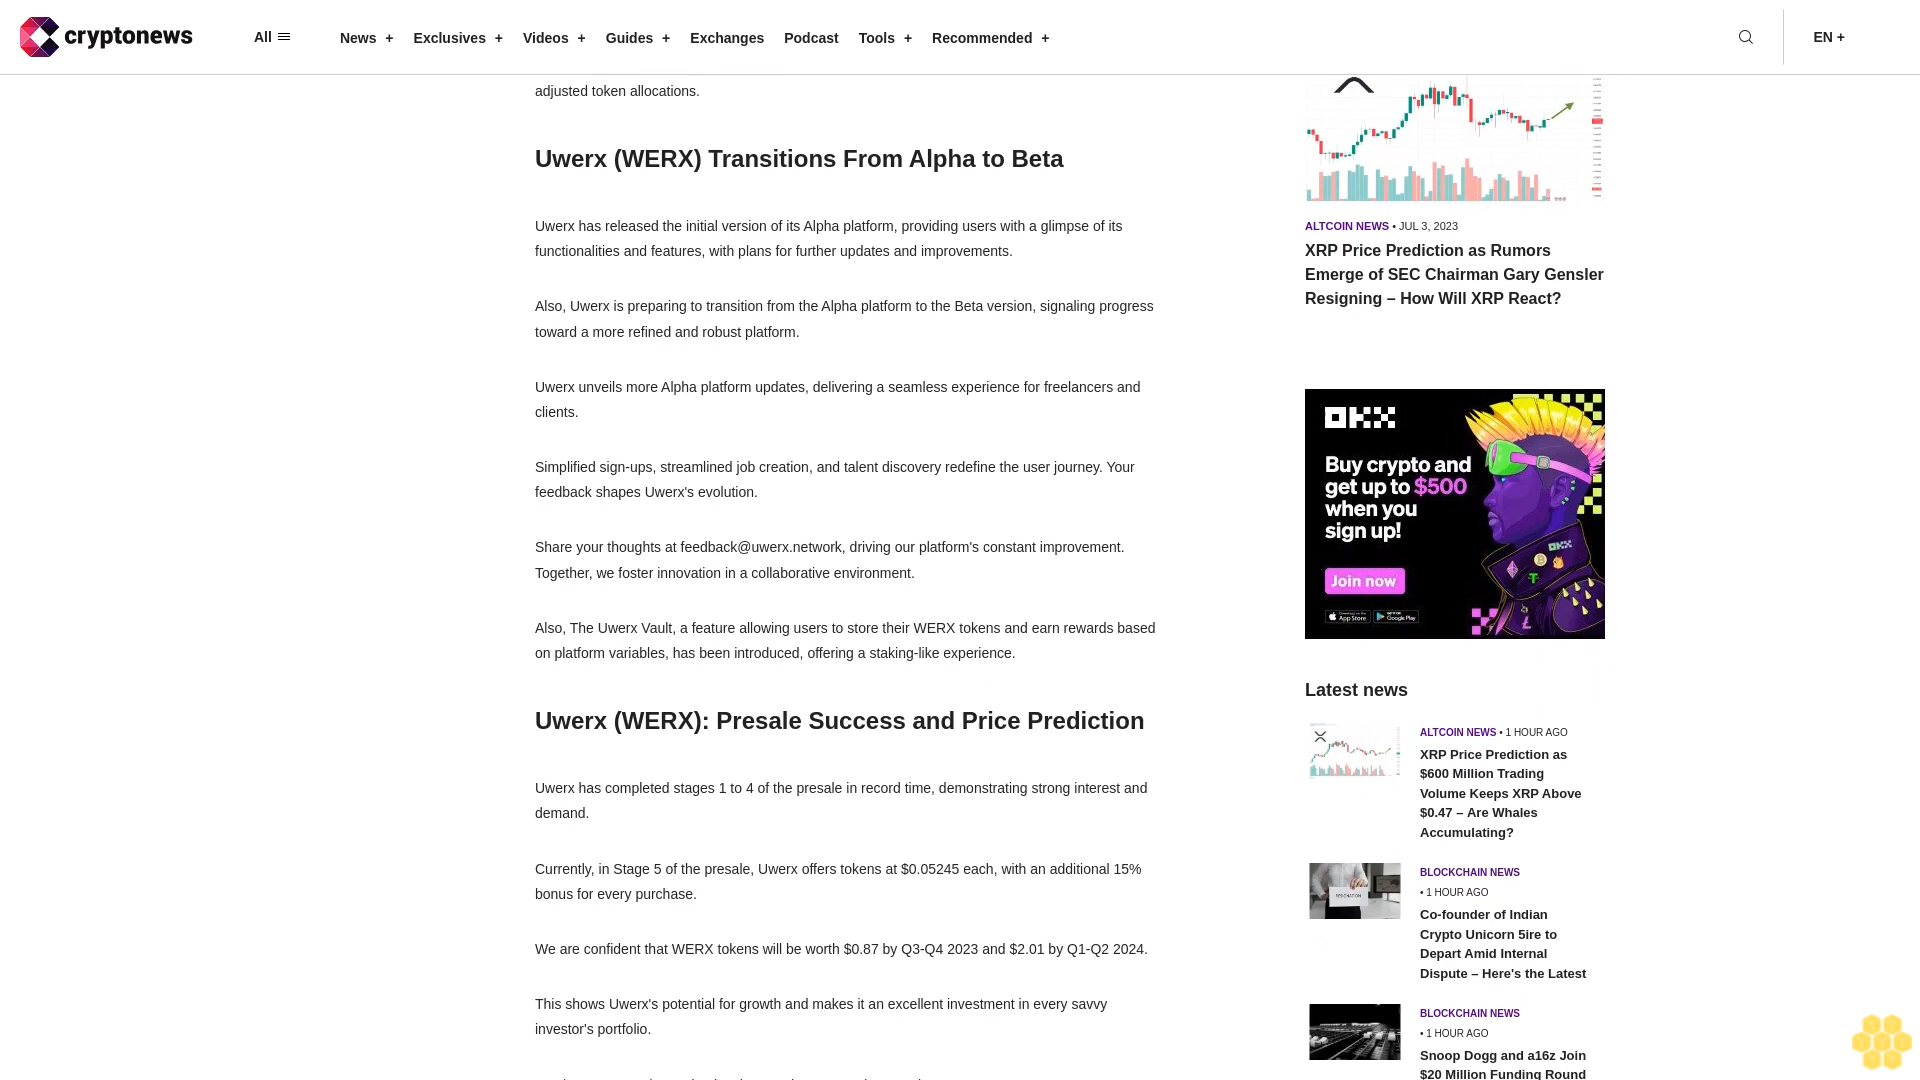 cryptonews
All
News +
Exclusives +
Videos +
Guides +
Exchanges
Podcast
Tools +
Recommended +
EN +
adjusted token allocations.
Uwerx (WERX) Transitions From Alpha to Beta
Uwerx has released the initial version of its Alpha platform, providing users with a glimpse of its
functionalities and features, with plans for further updates and improvements.
Also, Uwerx is preparing to transition from the Alpha platform to the Beta version, signaling progress
toward a more refined and robust platform.
Uwerx unveils more Alpha platform updates, delivering a seamless experience for freelancers and
clients.
Simplified sign-ups, streamlined job creation, and talent discovery redefine the user journey. Your
feedback shapes Uwerx's evolution.
Share your thoughts at feedback@uwerx.network, driving our platform's constant improvement.
Together, we foster innovation in a collaborative environment.
Also, The Uwerx Vault, a feature allowing users to store their WERX tokens and earn rewards based
on platform variables, has been introduced, offering a staking-like experience.
Uwerx (WERX): Presale Success and Price Prediction
Uwerx has completed stages 1 to 4 of the presale in record time, demonstrating strong interest and
demand.
Currently, in Stage 5 of the presale, Uwerx offers tokens at $0.05245 each, with an additional 15%
bonus for every purchase.
We are confident that WERX tokens will be worth $0.87 by Q3-Q4 2023 and $2.01 by Q1-Q2 2024.
This shows Uwerx's potential for growth and makes it an excellent investment in every savvy
investor's portfolio.
ALTCOIN NEWS • JUL 3, 2023
XRP Price Prediction as Rumors
Emerge of SEC Chairman Gary Gensler
Resigning – How Will XRP React?
OKX
Buy crypto and
get up to $500
when you
sign up!
Join now
App Store
Google Play
OKX
Latest news
ALTCOIN NEWS • 1 HOUR AGO
XRP Price Prediction as
$600 Million Trading
Volume Keeps XRP Above
$0.47 – Are Whales
Accumulating?
RESIGNATION
BLOCKCHAIN NEWS
• 1 HOUR AGO
Co-founder of Indian
Crypto Unicorn 5ire to
Depart Amid Internal
Dispute – Here's the Latest
BLOCKCHAIN NEWS
• 1 HOUR AGO
Snoop Dogg and a16z Join
$20 Million Funding Round